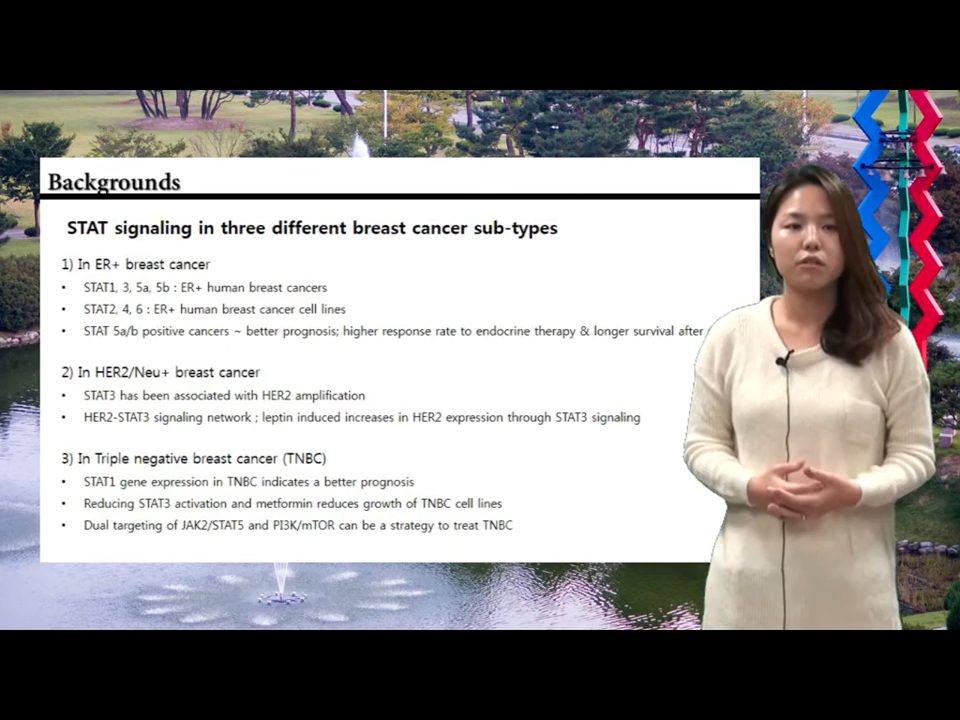 Backgrounds
STAT signaling in three different breast cancer sub-types
1) In ER+ breast cancer
• STAT1, 3, 5a, 5b : ER+ human breast cancers
• STAT2, 4, 6 : ER+ human breast cancer cell lines
• STAT 5a/b positive cancers ~ better prognosis; higher response rate to endocrine therapy & longer survival after
2) In HER2/Neu+ breast cancer
• STAT3 has been associated with HER2 amplification
• HER2-STAT3 signaling network ; leptin induced increases in HER2 expression through STAT3 signaling
3) In Triple negative breast cancer (TNBC)
• STAT1 gene expression in TNBC indicates a better prognosis
• Reducing STAT3 activation and metformin reduces growth of TNBC cell lines
• Dual targeting of JAK2/STAT5 and PI3K/mTOR can be a strategy to treat TNBC